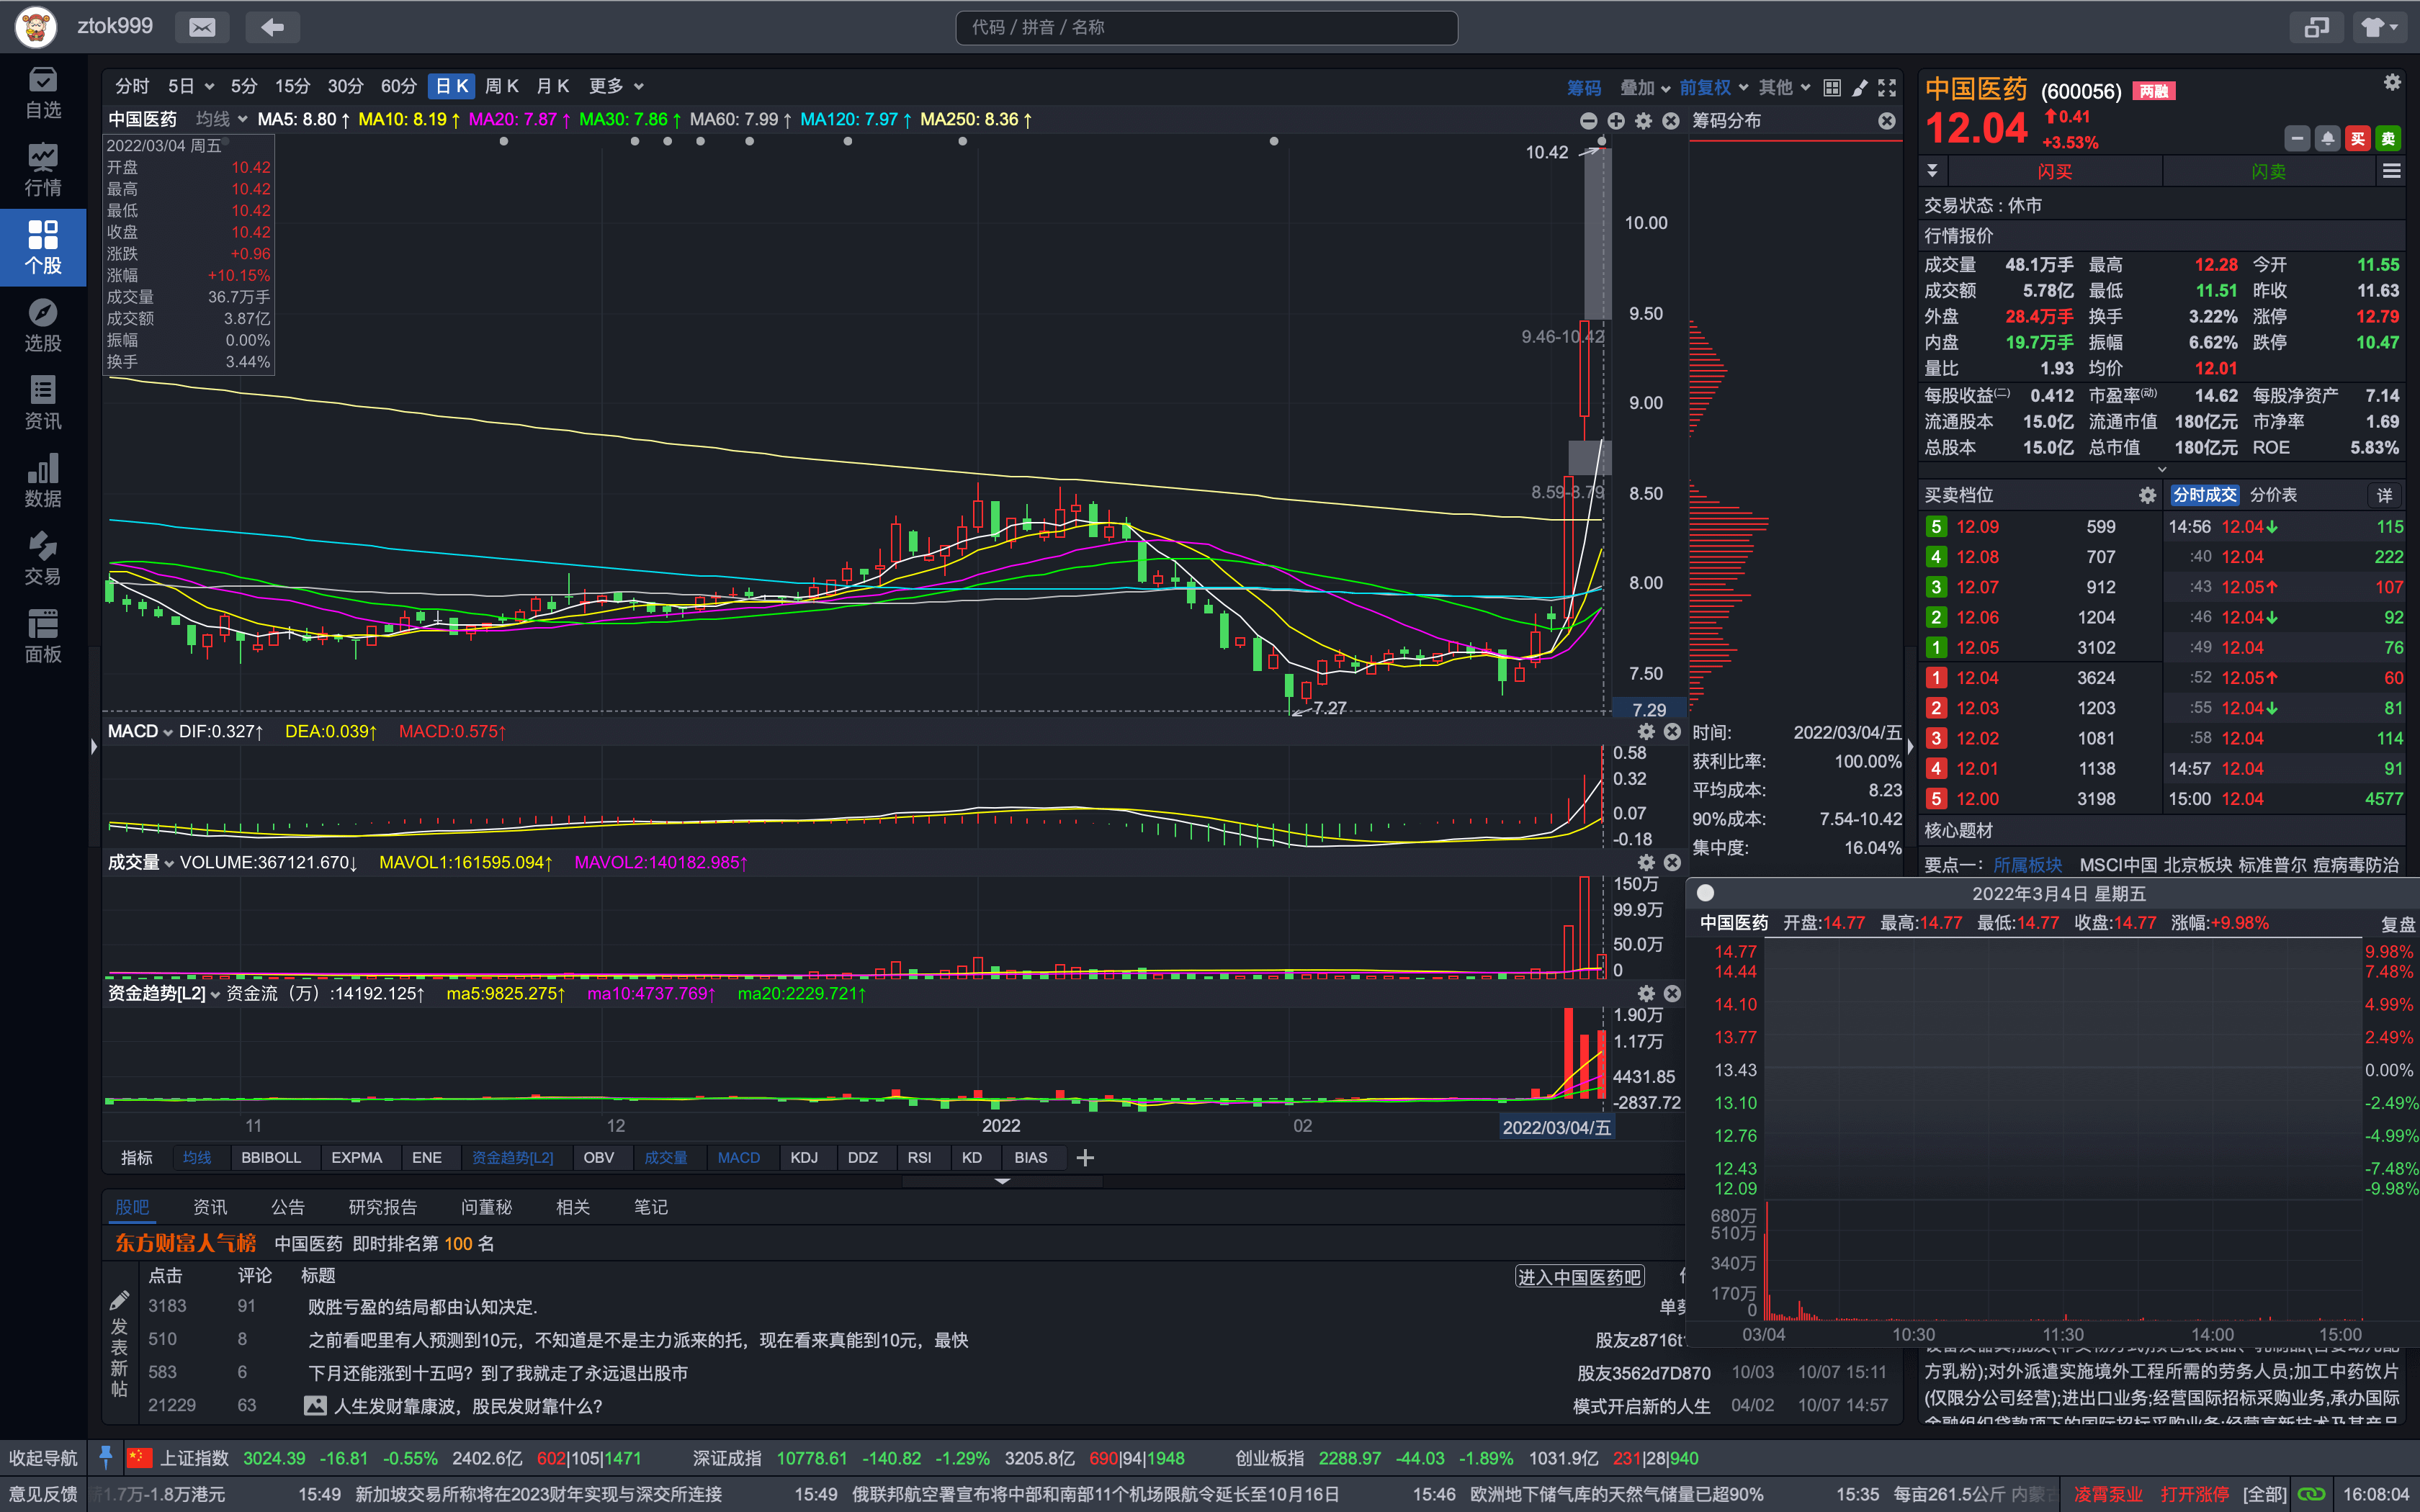 ztok999
代码 / 拼音 / 名称
自选
行情
个股
选股
资讯
数据
交易
面板
分时 5日 5分 15分 30分 60分 日K 周K 月K 更多
筹码 叠加 前复权 其他
中国医药 均线 MA5: 8.80↑ MA10: 8.19↑ MA20: 7.87↑ MA30: 7.86↑ MA60: 7.99↑ MA120: 7.97↑ MA250: 8.36↑
筹码分布
2022/03/04 周五
开盘 10.42
最高 10.42
最低 10.42
收盘 10.42
涨跌 +0.96
涨幅 +10.15%
成交量 36.7万手
成交额 3.87亿
振幅 0.00%
换手 3.44%
10.42
10.00
9.50
9.46-10.42
9.00
8.50
8.59-8.79
8.00
7.50
7.29
7.27
MACD DIF:0.327↑ DEA:0.039↑ MACD:0.575↑
0.58
0.32
0.07
-0.18
成交量 VOLUME:367121.670↓ MAVOL1:161595.094↑ MAVOL2:140182.985↑
150万
99.9万
50.0万
0
资金趋势[L2] 资金流（万）:14192.125↑ ma5:9825.275↑ ma10:4737.769↑ ma20:2229.721↑
1.90万
1.17万
4431.85
-2837.72
11 12 2022 02 2022/03/04/五
时间: 2022/03/04/五
获利比率: 100.00%
平均成本: 8.23
90%成本: 7.54-10.42
集中度: 16.04%
指标 均线 BBIBOLL EXPMA ENE 资金趋势[L2] OBV 成交量 MACD KDJ DDZ RSI KD BIAS
股吧 资讯 公告 研究报告 问董秘 相关 笔记
东方财富人气榜 中国医药 即时排名第 100 名
点击 评论 标题 进入中国医药吧
发表新帖
3183 91 败胜亏盈的结局都由认知决定.
510 8 之前看吧里有人预测到10元，不知道是不是主力派来的托，现在看来真能到10元，最快 股友z8716t
583 6 下月还能涨到十五吗？到了我就走了永远退出股市 股友3562d7D870 10/03 10/07 15:11
21229 63 人生发财靠康波，股民发财靠什么? 模式开启新的人生 04/02 10/07 14:57
中国医药 (600056) 两融
12.04 ↑0.41
+3.53%
买 卖
闪买 闪卖
交易状态 : 休市
行情报价
成交量 48.1万手 最高 12.28 今开 11.55
成交额 5.78亿 最低 11.51 昨收 11.63
外盘 28.4万手 换手 3.22% 涨停 12.79
内盘 19.7万手 振幅 6.62% 跌停 10.47
量比 1.93 均价 12.01
每股收益(二) 0.412 市盈率(动) 14.62 每股净资产 7.14
流通股本 15.0亿 流通市值 180亿元 市净率 1.69
总股本 15.0亿 总市值 180亿元 ROE 5.83%
买卖档位 分时成交 分价表 详
5 12.09 599 14:56 12.04↓ 115
4 12.08 707 :40 12.04 222
3 12.07 912 :43 12.05↑ 107
2 12.06 1204 :46 12.04↓ 92
1 12.05 3102 :49 12.04 76
1 12.04 3624 :52 12.05↑ 60
2 12.03 1203 :55 12.04↓ 81
3 12.02 1081 :58 12.04 114
4 12.01 1138 14:57 12.04 91
5 12.00 3198 15:00 12.04 4577
核心题材
要点一： 所属板块 MSCI中国 北京板块 标准普尔 痘病毒防治
2022年3月4日 星期五
中国医药 开盘:14.77 最高:14.77 最低:14.77 收盘:14.77 涨幅:+9.98% 复盘
14.77 9.98%
14.44 7.48%
14.10 4.99%
13.77 2.49%
13.43 0.00%
13.10 -2.49%
12.76 -4.99%
12.43 -7.48%
12.09 -9.98%
680万
510万
340万
170万
0
03/04 10:30 11:30 14:00 15:00
方乳粉);对外派遣实施境外工程所需的劳务人员;加工中药饮片
(仅限分公司经营);进出口业务;经营国际招标采购业务,承办国际
收起导航 上证指数 3024.39 -16.81 -0.55% 2402.6亿 602|105|1471 深证成指 10778.61 -140.82 -1.29% 3205.8亿 690|94|1948 创业板指 2288.97 -44.03 -1.89% 1031.9亿 231|28|940
意见反馈 1.7万-1.8万港元 15:49 新加坡交易所称将在2023财年实现与深交所连接 15:49 俄联邦航空署宣布将中部和南部11个机场限航令延长至10月16日 15:46 欧洲地下储气库的天然气储量已超90% 15:35 每亩261.5公斤 内蒙 凌霄泵业 打开涨停 [全部] 16:08:04